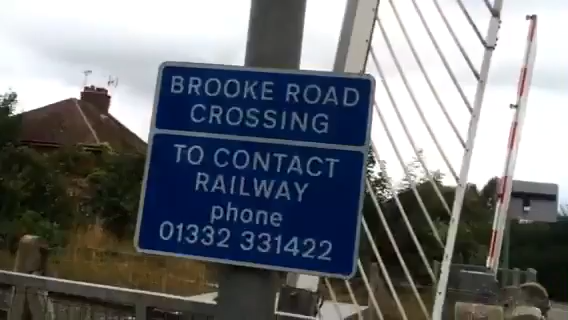 BROOKE ROAD
CROSSING
TO CONTACT
RAILWAY
phone
01332 331422